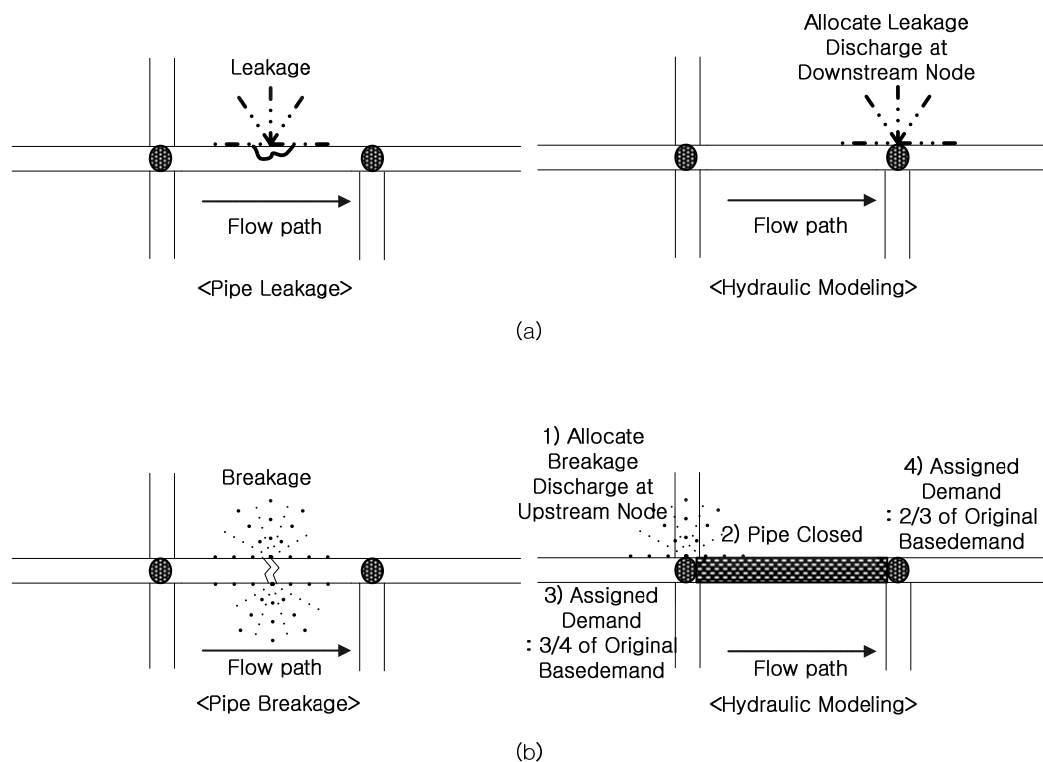 Leakage
Flow path
<Pipe Leakage>
Allocate Leakage
Discharge at
Downstream Node
Flow path
<Hydraulic Modeling>
(a)
Breakage
Flow path
<Pipe Breakage>
1) Allocate
Breakage
Discharge at
Upstream Node
2) Pipe Closed
4) Assigned
Demand
: 2/3 of Original
Basedemand
3) Assigned
Demand
: 3/4 of Original
Basedemand
Flow path
<Hydraulic Modeling>
(b)